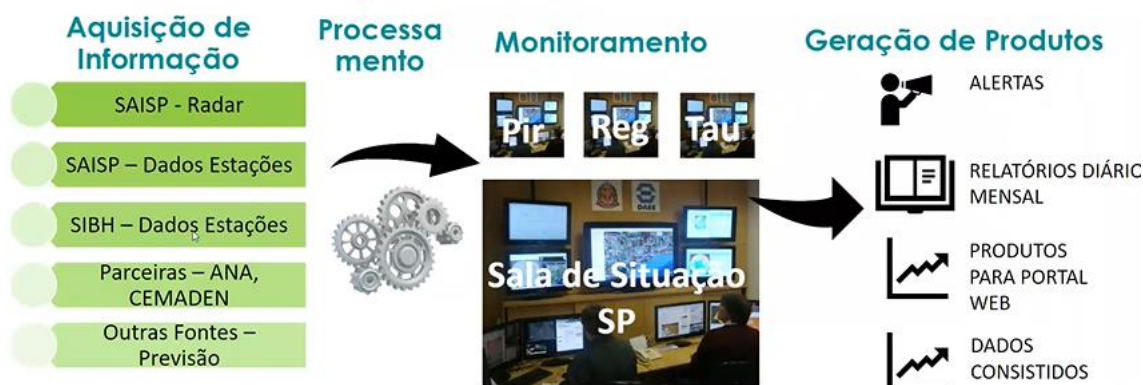 Aquisição de
Informação
SAISP - Radar
SAISP – Dados Estações
SIBH – Dados Estações
Parceiras – ANA,
CEMADEN
Outras Fontes –
Previsão
Processa
mento
Monitoramento
Pir
Reg
Tau
DAEE
Sala de Situação
SP
Geração de Produtos
ALERTAS
RELATÓRIOS DIÁRIO
MENSAL
PRODUTOS
PARA PORTAL
WEB
DADOS
CONSISTIDOS